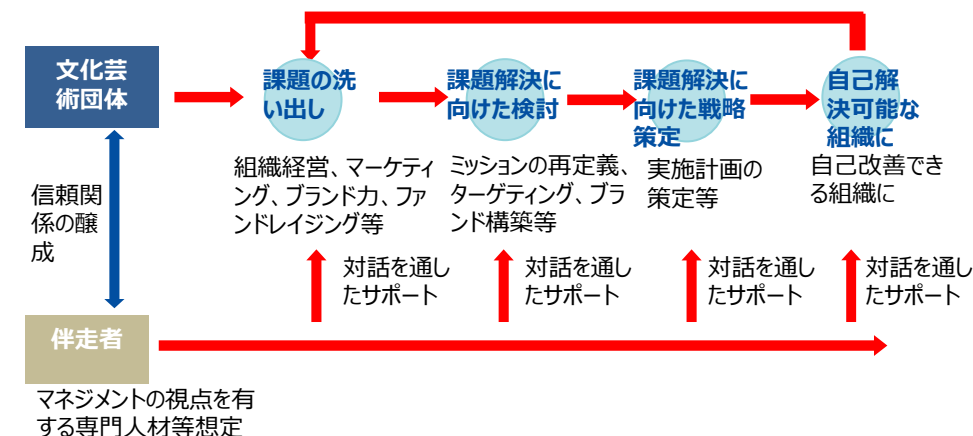 文化芸
術団体
課題の洗
い出し
課題解決に
向けた検討
課題解決に
向けた戦略
策定
自己解
決可能な
組織に
組織経営、マーケティ
ング、ブランド力、ファ
ンドレイジング等
ミッションの再定義、
ターゲティング、ブラ
ンド構築等
実施計画の
策定等
自己改善でき
る組織に
信頼関
係の醸
成
対話を通し
たサポート
対話を通し
たサポート
対話を通し
たサポート
対話を通し
たサポート
伴走者
マネジメントの視点を有
する専門人材等想定